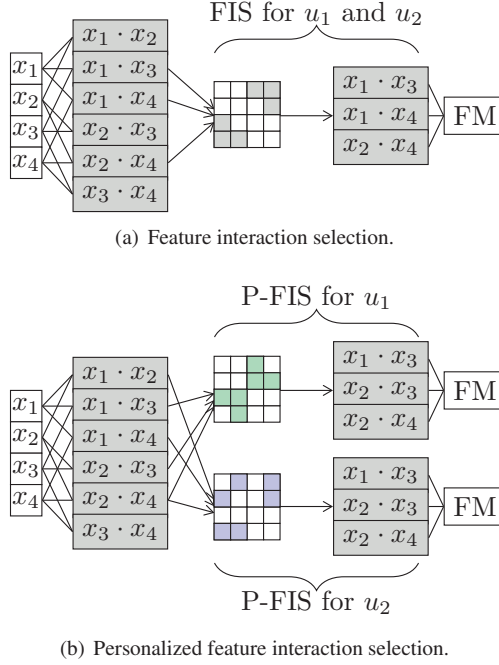 FIS for u₁ and u₂
x₁
x₂
x₃
x₄
x₁ · x₂
x₁ · x₃
x₁ · x₄
x₂ · x₃
x₂ · x₄
x₃ · x₄
x₁ · x₃
x₁ · x₄
x₂ · x₄
FM
(a) Feature interaction selection.
P-FIS for u₁
x₁
x₂
x₃
x₄
x₁ · x₂
x₁ · x₃
x₁ · x₄
x₂ · x₃
x₂ · x₄
x₃ · x₄
x₁ · x₃
x₂ · x₃
x₂ · x₄
FM
x₁ · x₃
x₂ · x₃
x₂ · x₄
FM
P-FIS for u₂
(b) Personalized feature interaction selection.